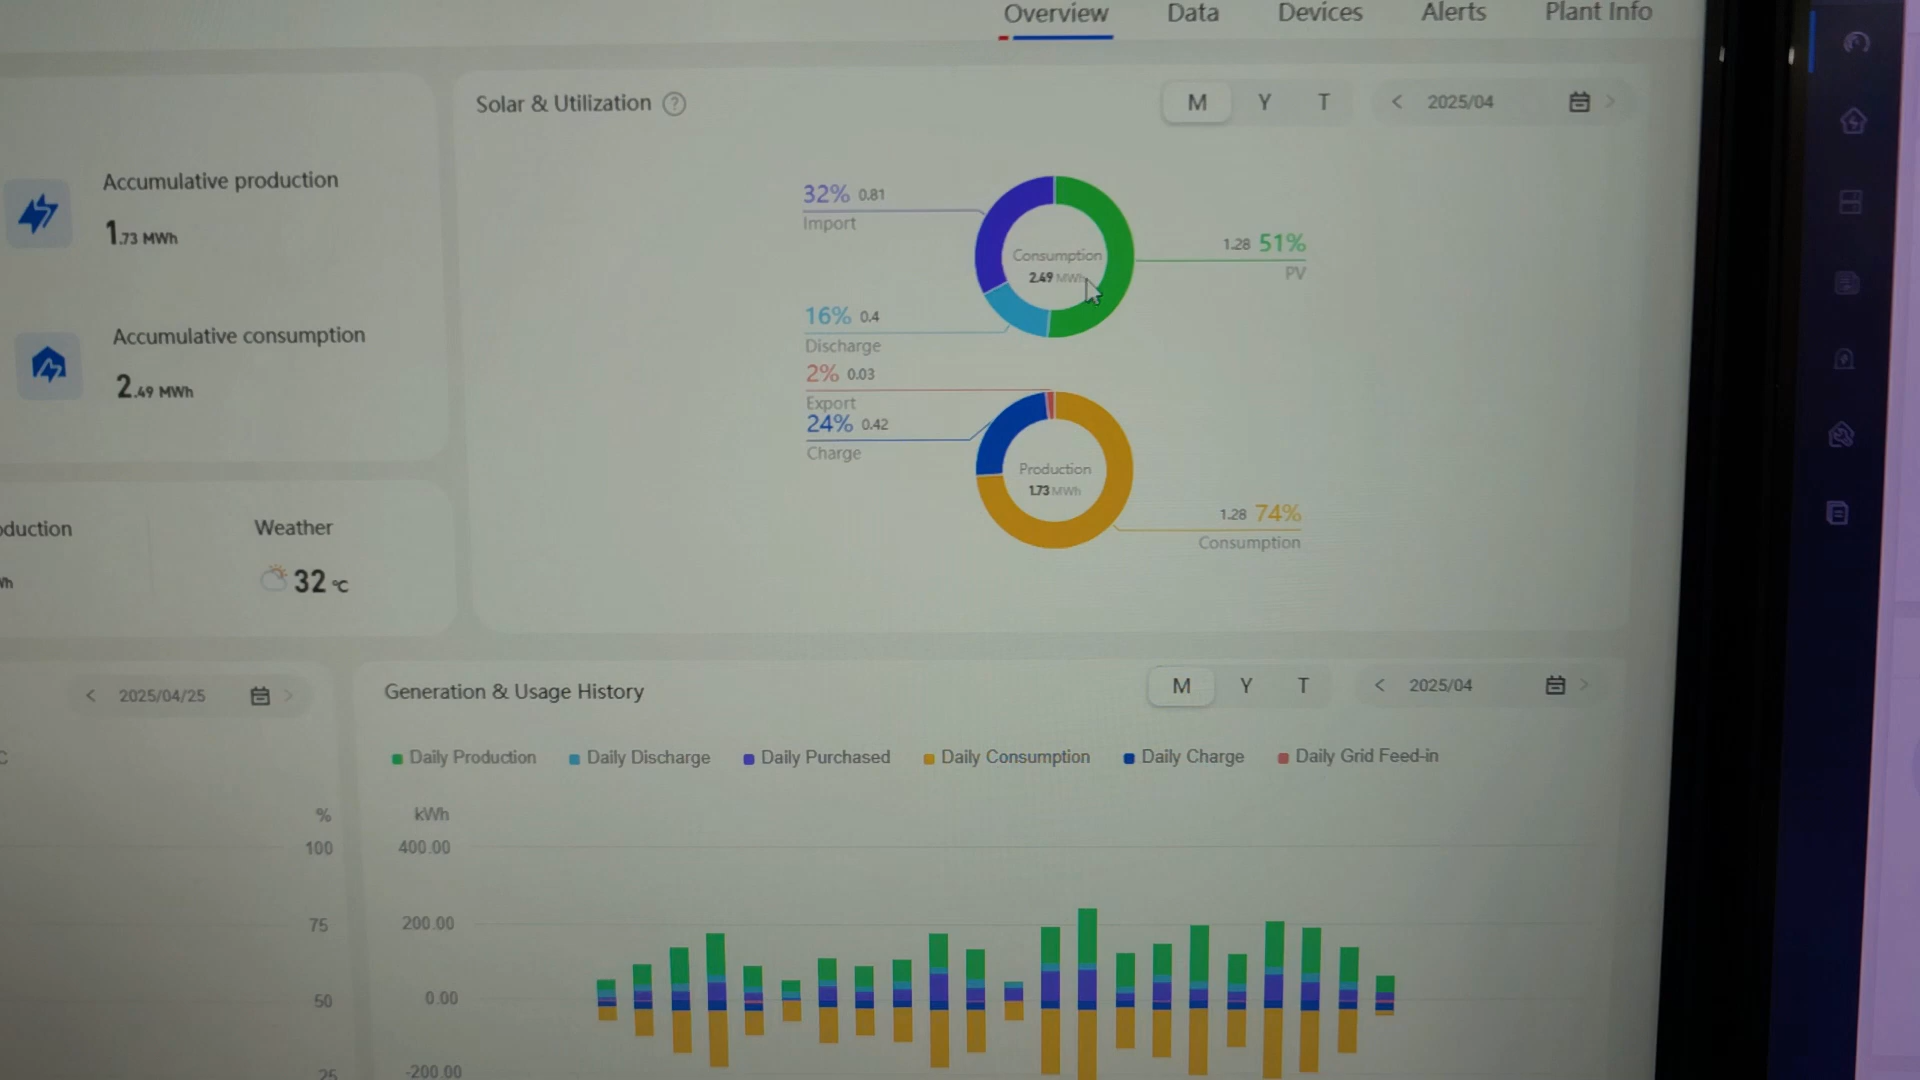 Overview Data Devices Alerts Plant Info
Solar & Utilization ?
M Y T < 2025/04 >
Accumulative production
1.73 MWh
Accumulative consumption
2.49 MWh
32% 0.81
Import
Consumption
2.49 MWh
1.28 51%
PV
16% 0.4
Discharge
2% 0.03
Export
24% 0.42
Charge
Production
1.73 MWh
1.28 74%
Consumption
Weather
32 °C
< 2025/04/25 >
Generation & Usage History
M Y T < 2025/04 >
Daily Production Daily Discharge Daily Purchased Daily Consumption Daily Charge Daily Grid Feed-in
%
100
75
50
25
kWh
400.00
200.00
0.00
-200.00